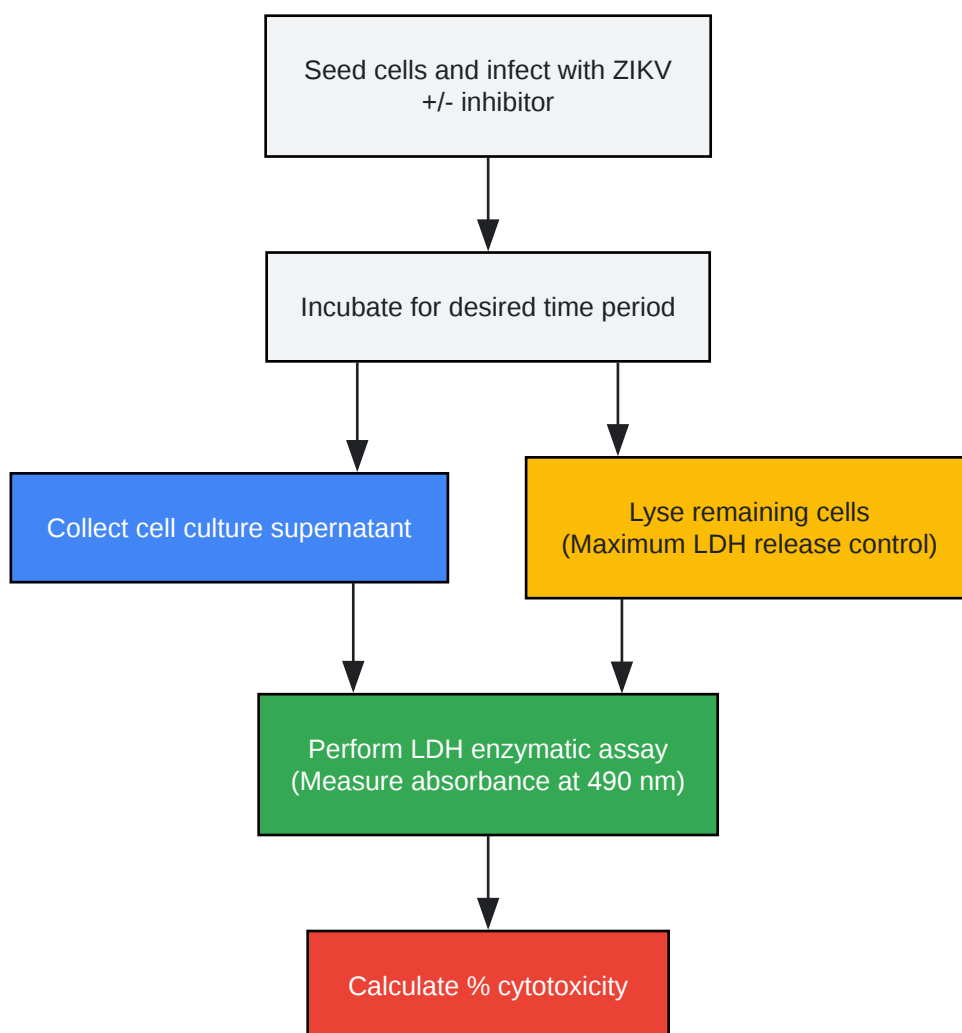 Seed cells and infect with ZIKV
+/- inhibitor
Incubate for desired time period
Collect cell culture supernatant
Lyse remaining cells
(Maximum LDH release control)
Perform LDH enzymatic assay
(Measure absorbance at 490 nm)
Calculate % cytotoxicity